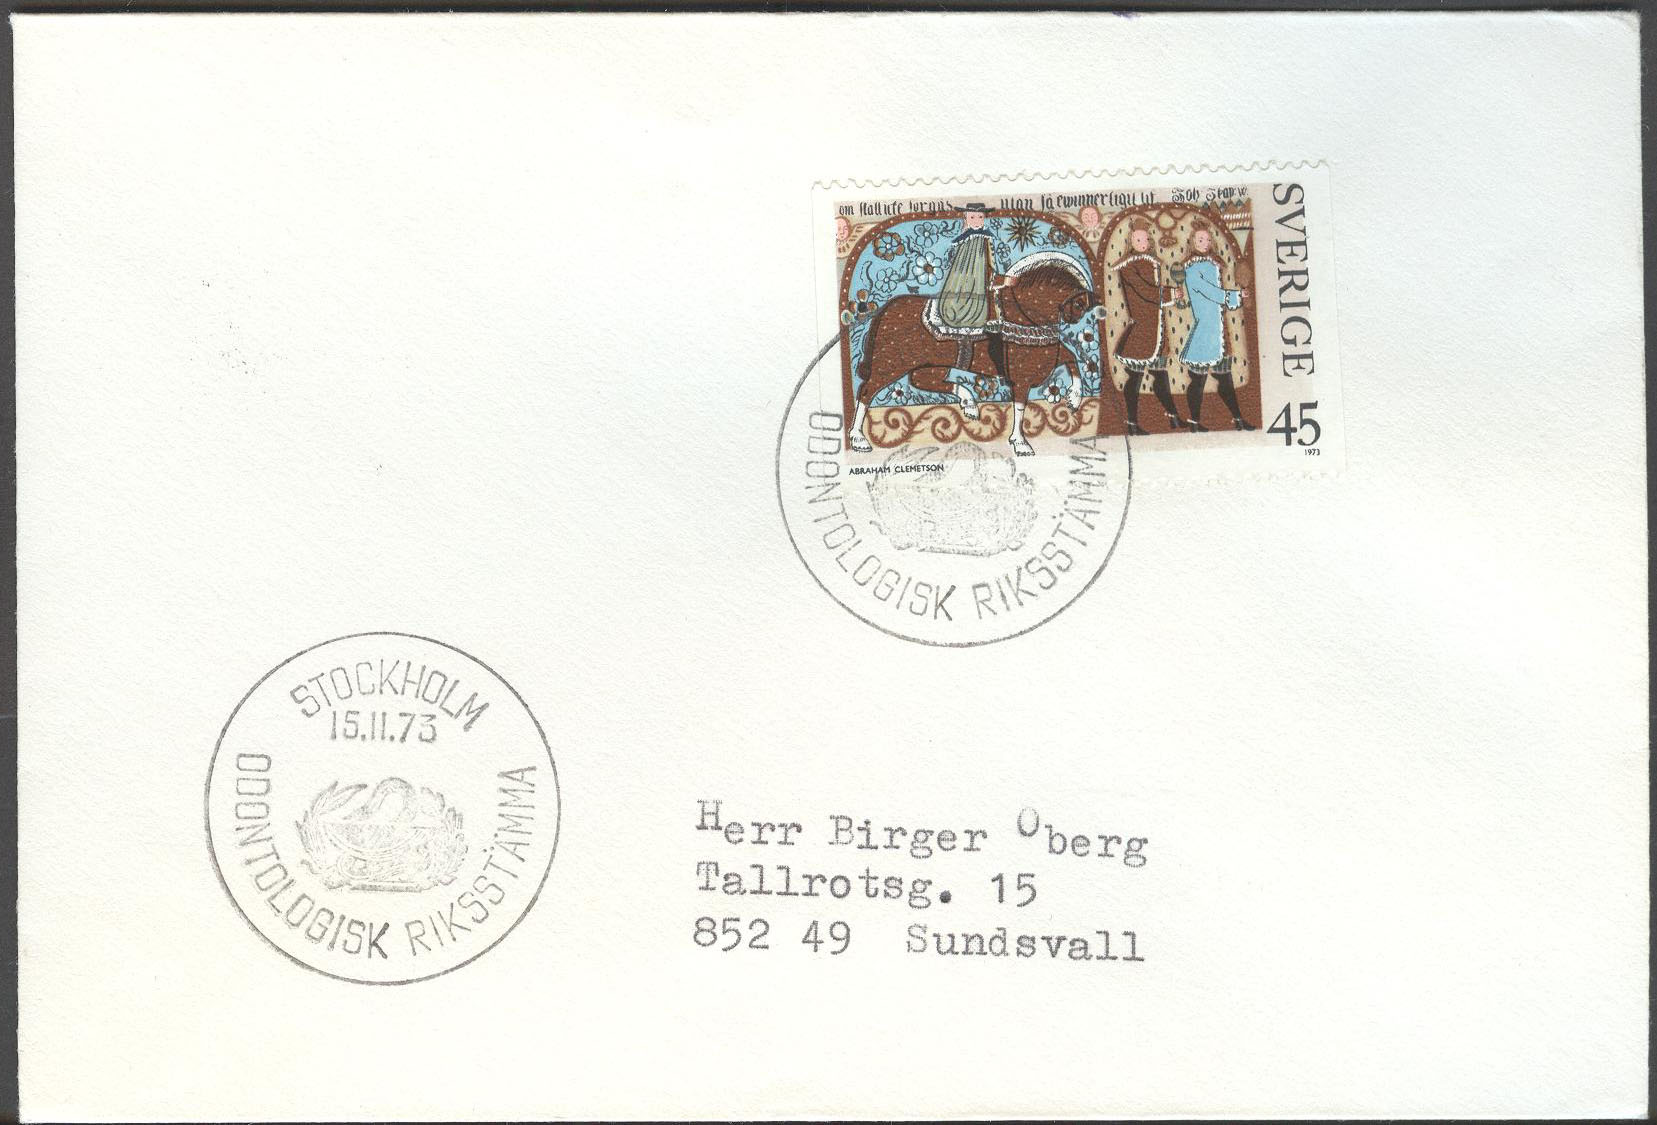 SVERIGE
45
1973
ABRAHAM CLEMETSON
ODONTOLOGISK RIKSSTÄMMA
STOCKHOLM
15.11.73
ODONTOLOGISK RIKSSTÄMMA
Herr Birger Oberg
Tallrotsg. 15
852 49 Sundsvall